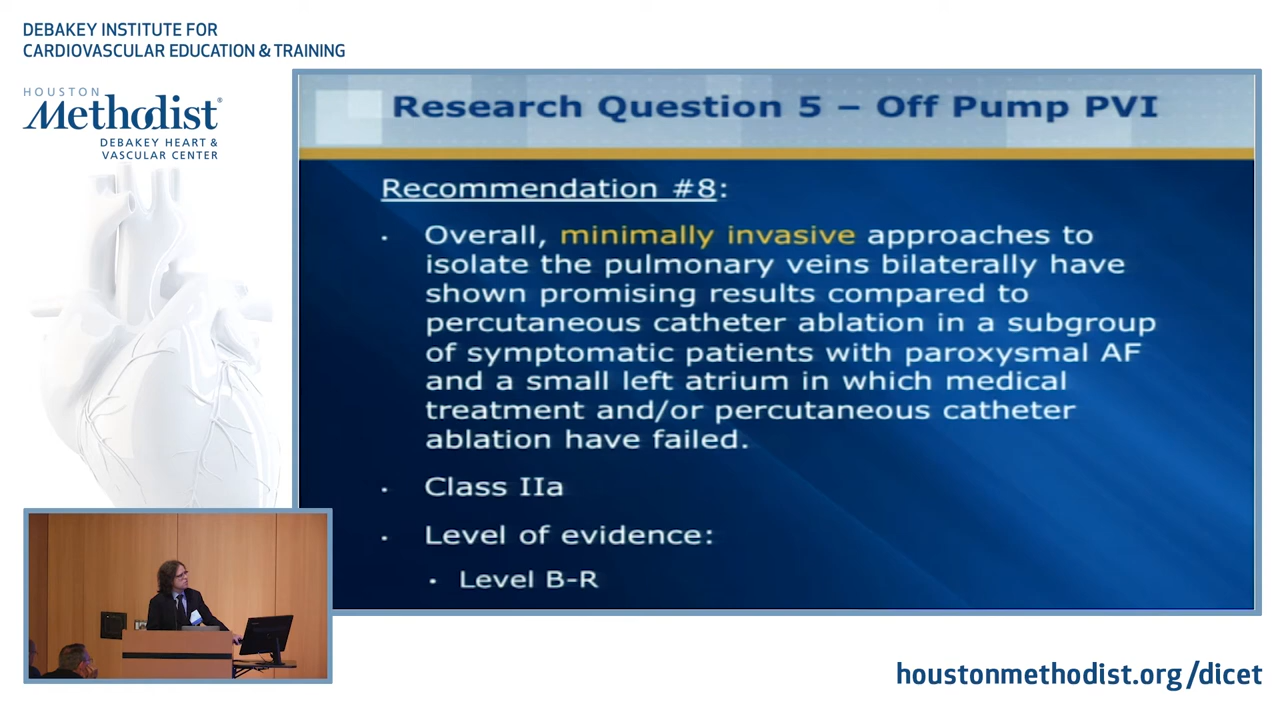 DEBAKEY INSTITUTE FOR
CARDIOVASCULAR EDUCATION & TRAINING
HOUSTON
Methodist®
DEBAKEY HEART &
VASCULAR CENTER
Research Question 5 – Off Pump PVI
Recommendation #8:
· Overall, minimally invasive approaches to
isolate the pulmonary veins bilaterally have
shown promising results compared to
percutaneous catheter ablation in a subgroup
of symptomatic patients with paroxysmal AF
and a small left atrium in which medical
treatment and/or percutaneous catheter
ablation have failed.
· Class IIa
· Level of evidence:
· Level B-R
houstonmethodist.org/dicet